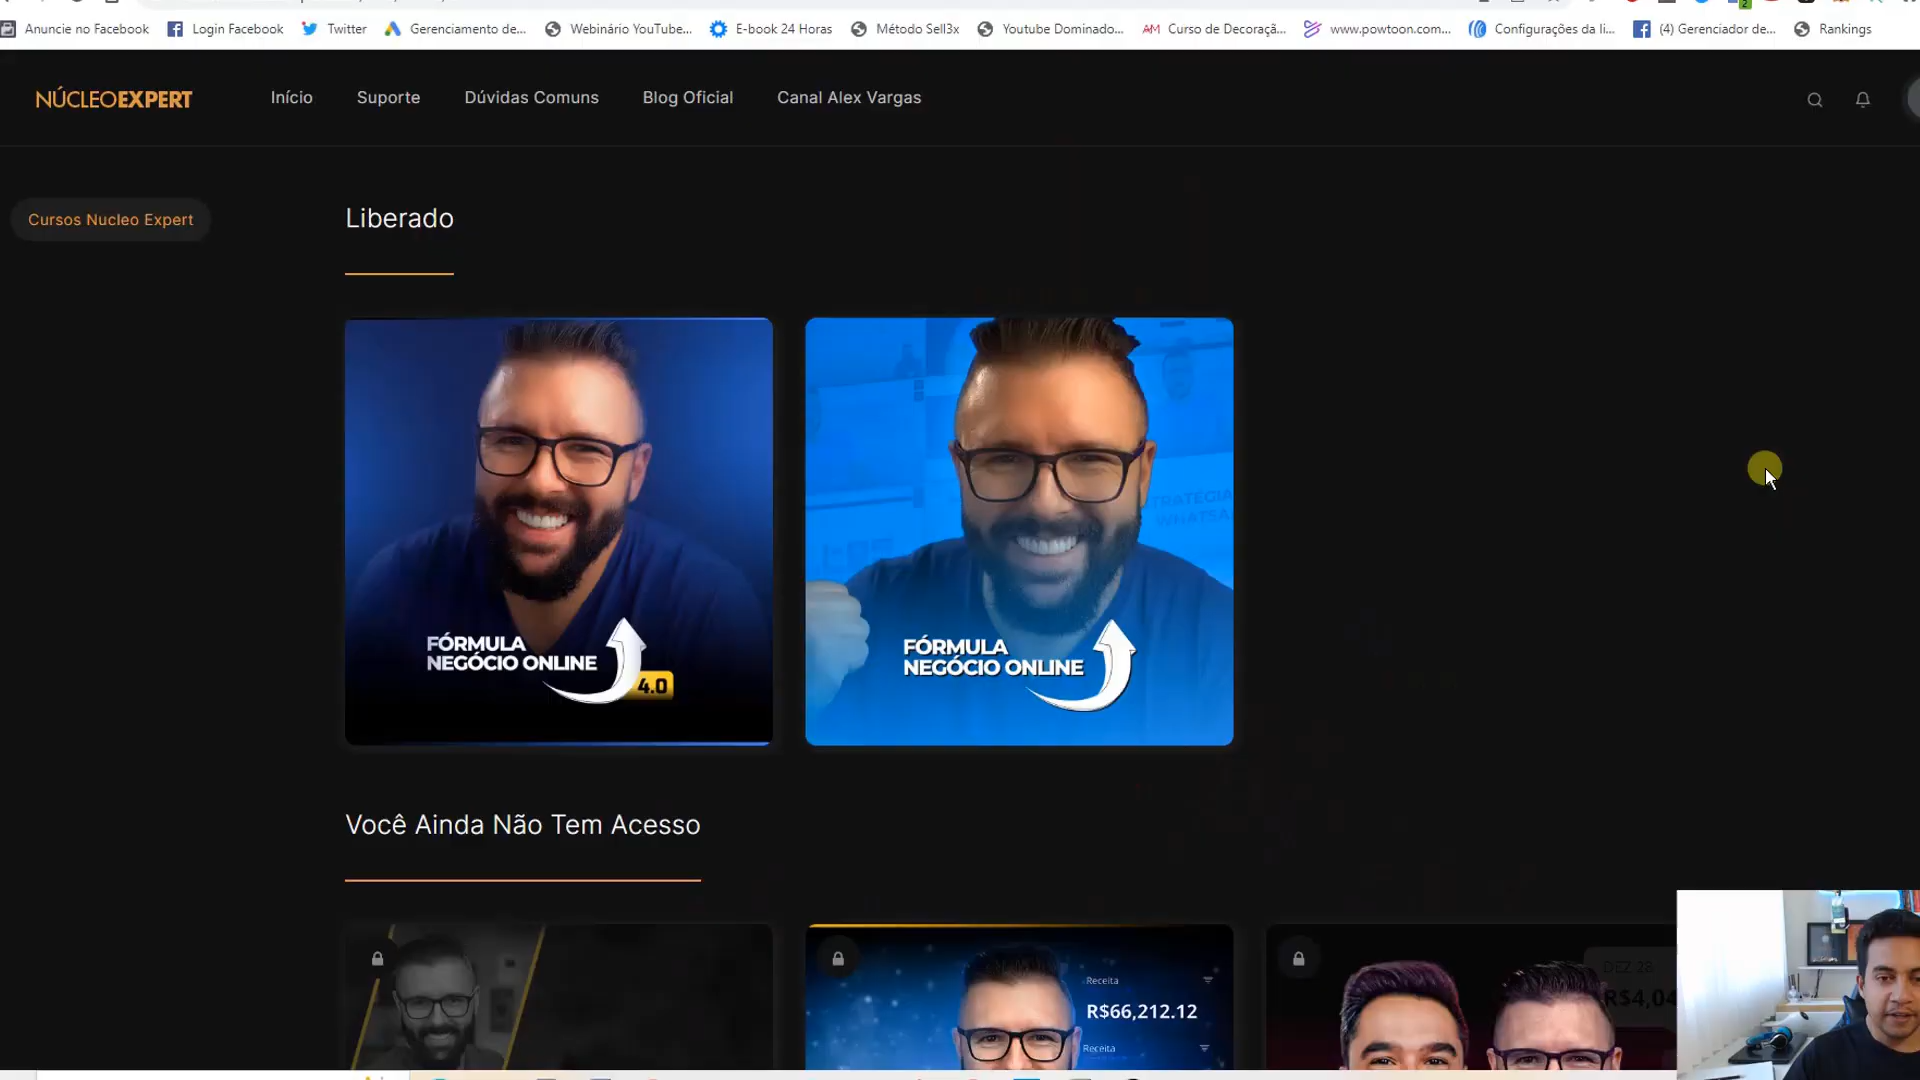 Anuncie no Facebook Login Facebook Twitter Gerenciamento de... Webinário YouTube... E-book 24 Horas Método Sell3x Youtube Dominado... AM Curso de Decoraçã... www.powtoon.com... Configurações da li... (4) Gerenciador de... Rankings
NÚCLEOEXPERT Início Suporte Dúvidas Comuns Blog Oficial Canal Alex Vargas
Cursos Nucleo Expert
Liberado
FÓRMULA
NEGÓCIO ONLINE
4.0
FÓRMULA
NEGÓCIO ONLINE
Você Ainda Não Tem Acesso
Receita
R$66,212.12
Receita
DEZ 28